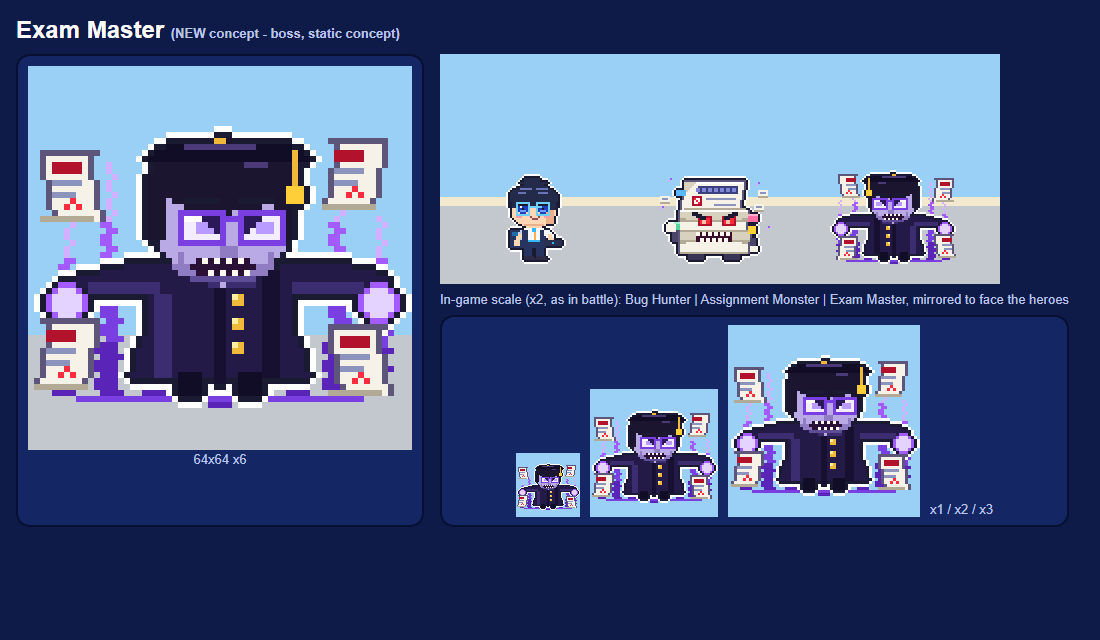 Exam Master (NEW concept - boss, static concept)
64x64 x6
In-game scale (x2, as in battle): Bug Hunter | Assignment Monster | Exam Master, mirrored to face the heroes
x1 / x2 / x3